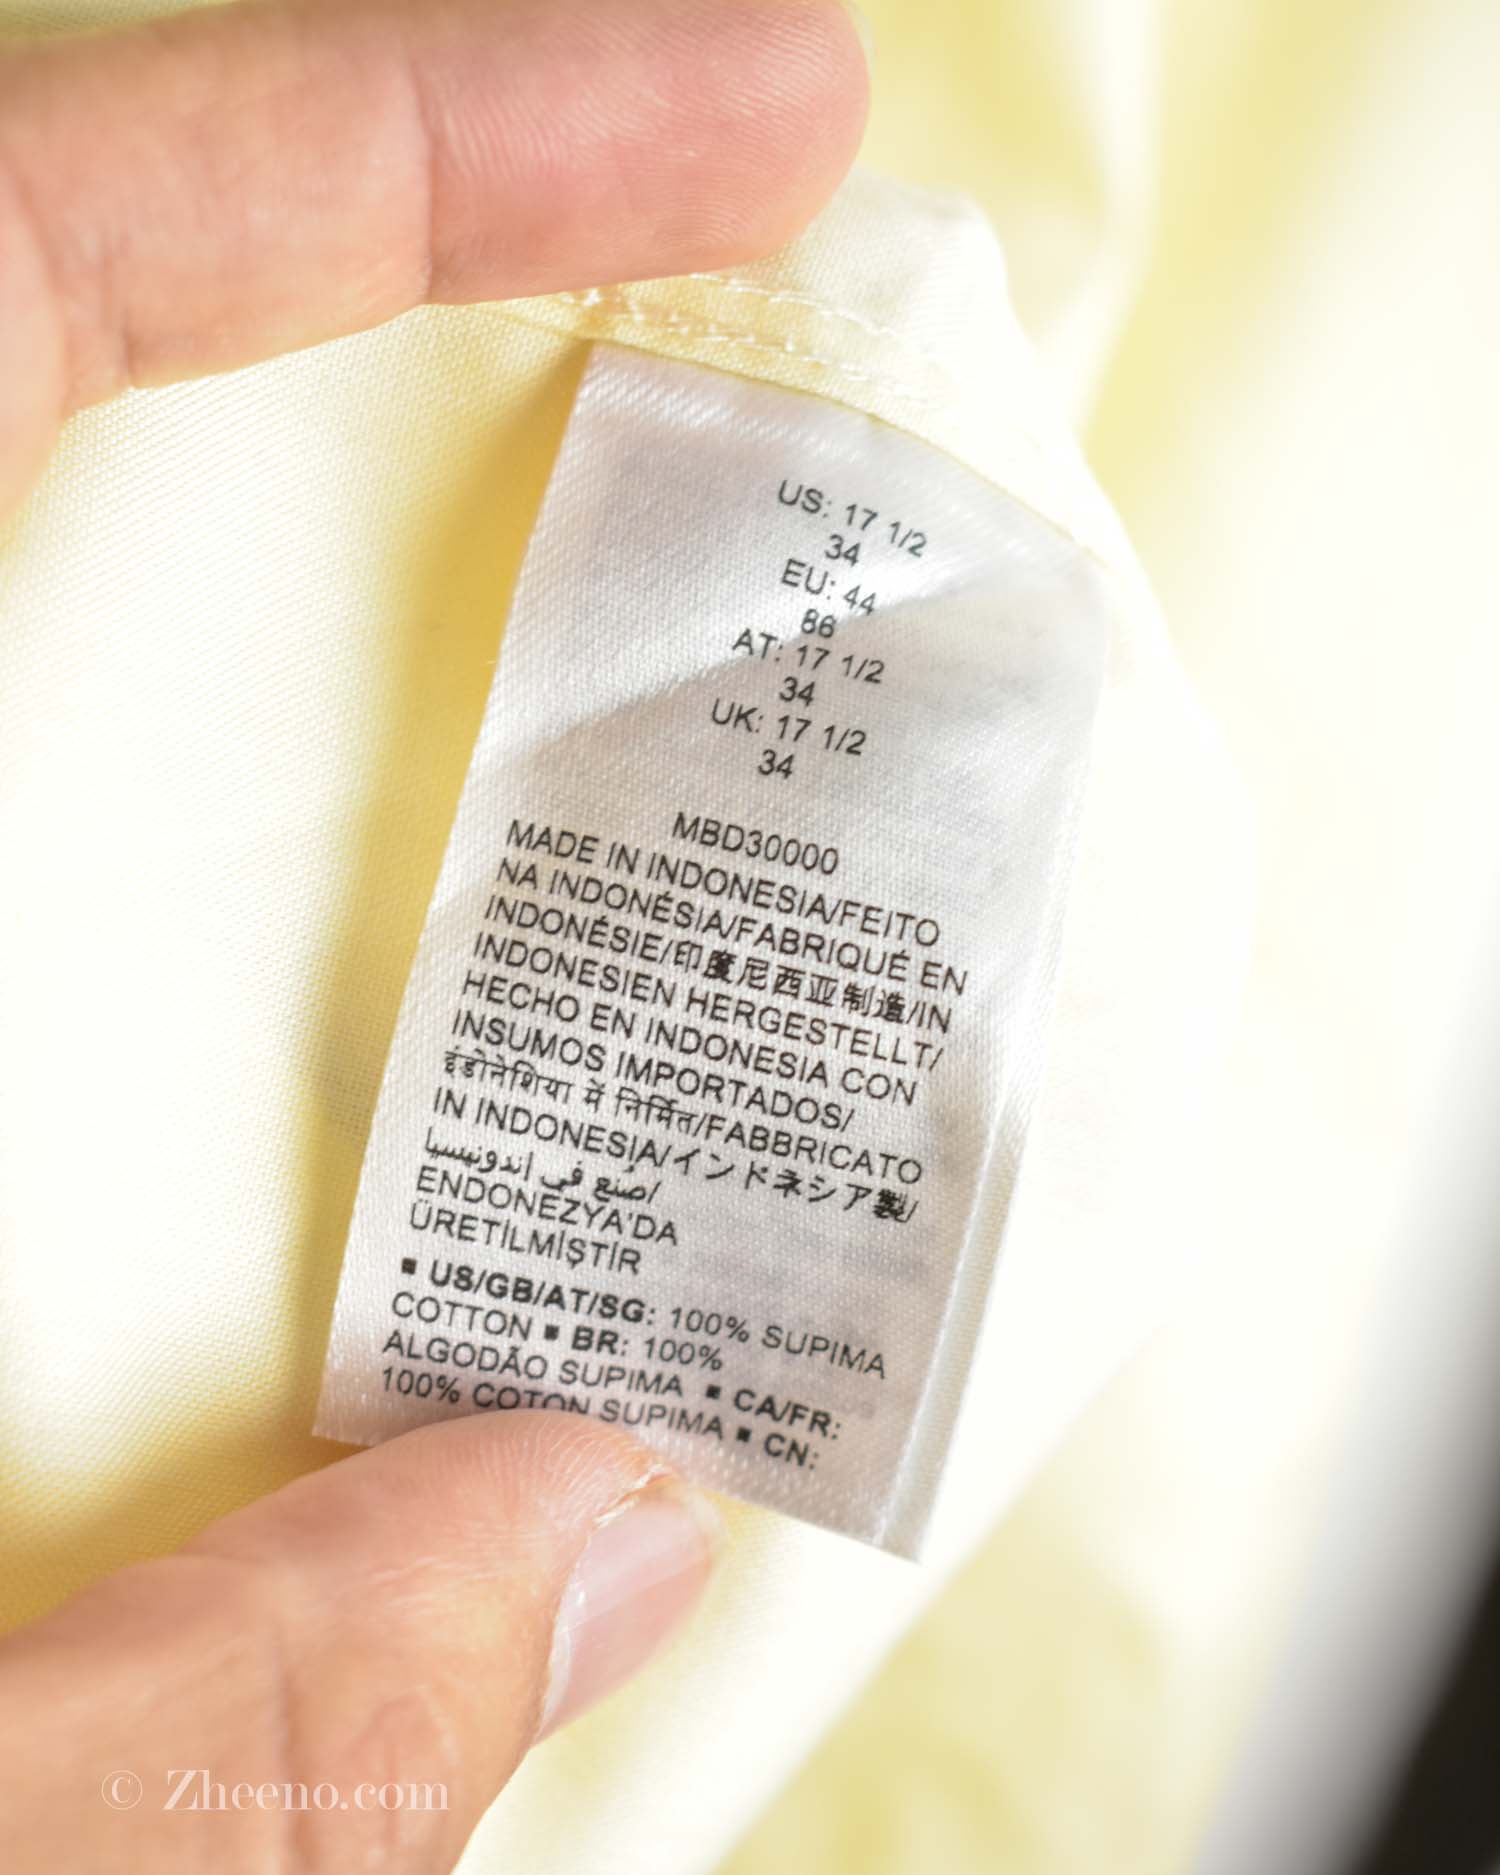 US: 17 1/2
34
EU: 44
86
AT: 17 1/2
34
UK: 17 1/2
34
MBD30000
MADE IN INDONESIA/FEITO
NA INDONÉSIA/FABRIQUÉ EN
INDONÉSIE/印度尼西亚制造/IN
INDONESIEN HERGESTELLT/
HECHO EN INDONESIA CON
INSUMOS IMPORTADOS/
इंडोनेशिया में निर्मित/FABBRICATO
IN INDONESIA/インドネシア製/
صُنع في اندونيسيا/
ENDONEZYA'DA
ÜRETİLMİŞTİR
▪ US/GB/AT/SG: 100% SUPIMA
COTTON ▪ BR: 100%
ALGODÃO SUPIMA ▪ CA/FR:
100% COTON SUPIMA ▪ CN:
© Zheeno.com